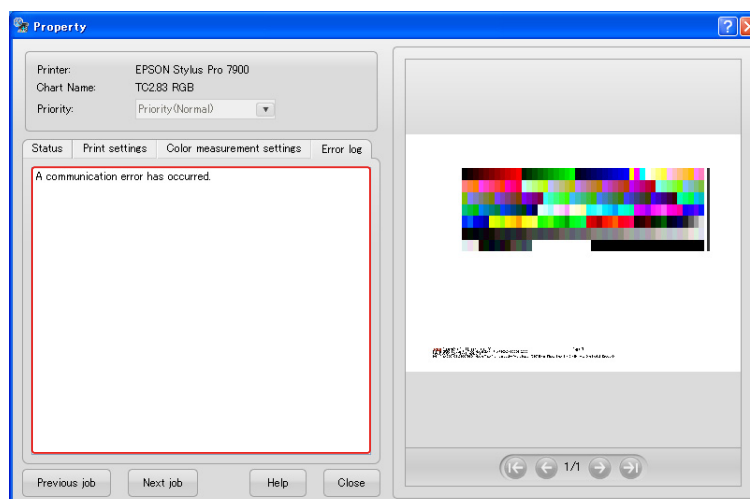 Property
Printer: EPSON Stylus Pro 7900
Chart Name: TC2.83 RGB
Priority: Priority(Normal)
Status Print settings Color measurement settings Error log
A communication error has occurred.
1/1
Previous job Next job Help Close